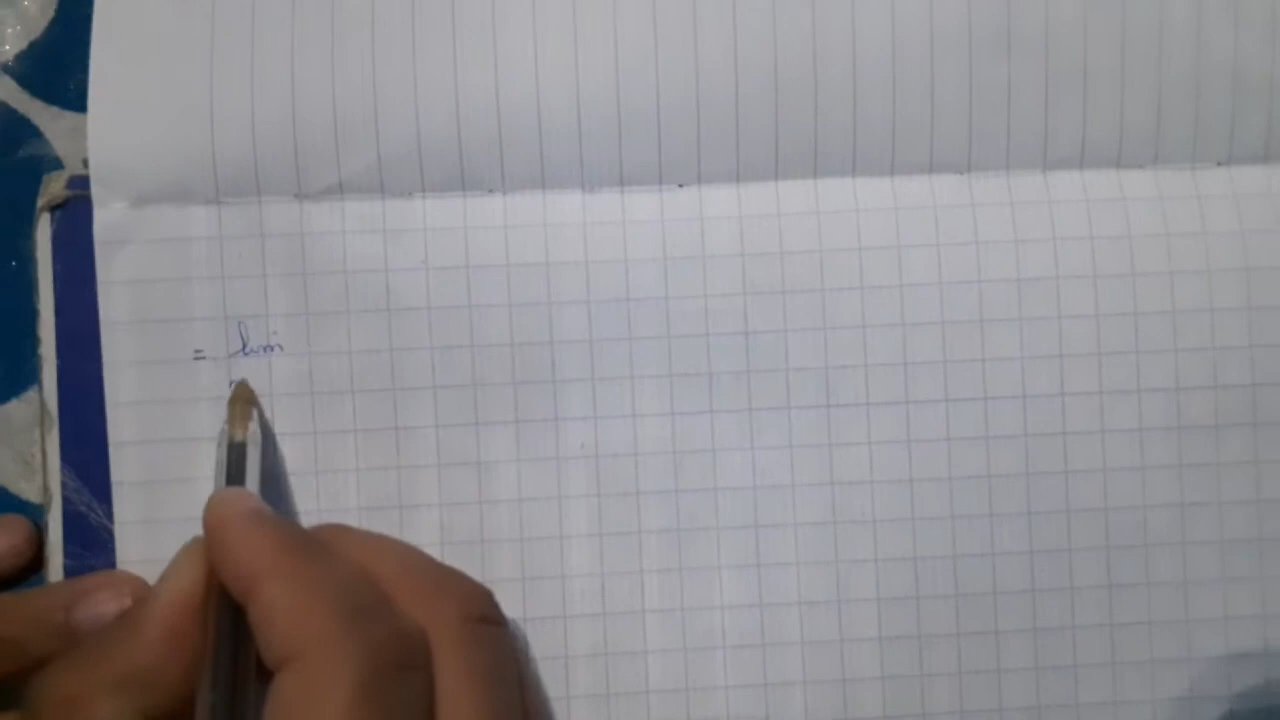 = lim